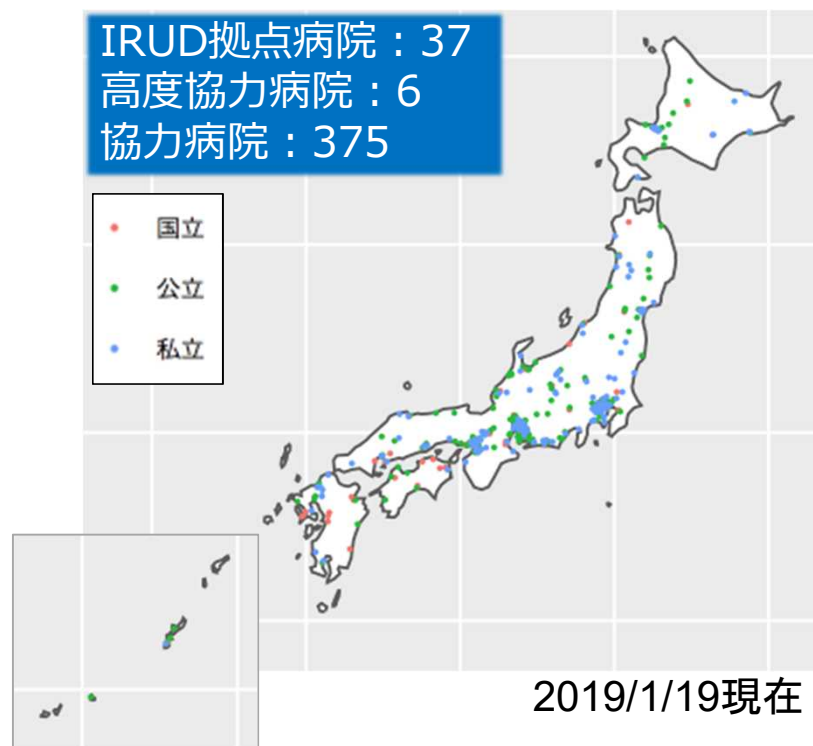 IRUD拠点病院：37
高度協力病院：6
協力病院：375
国立
公立
私立
2019/1/19現在